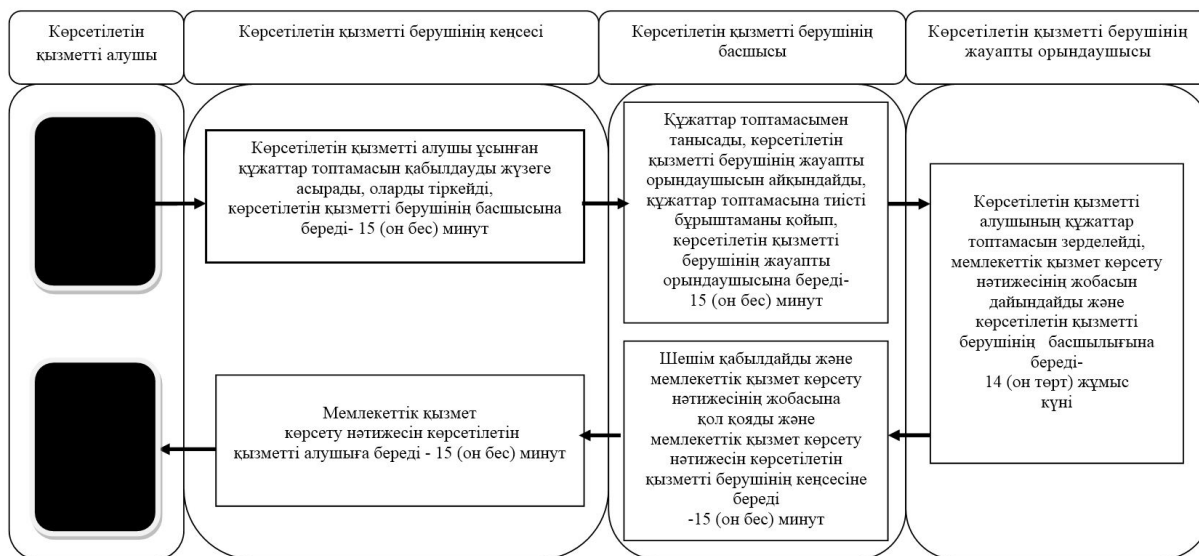 Көрсетілетін
қызметті алушы
Көрсетілетін қызметті берушінің кеңсесі
Көрсетілетін қызметті берушінің
басшысы
Көрсетілетін қызметті берушінің
жауапты орындаушысы
Көрсетілетін қызметті алушы ұсынған
құжаттар топтамасын қабылдауды жүзеге
асырады, оларды тіркейді,
көрсетілетін қызметті берушінің басшысына
береді- 15 (он бес) минут
Құжаттар топтамасымен
танысады, көрсетілетін
қызметті берушінің жауапты
орындаушысын айқындайды,
құжаттар топтамасына тиісті
бұрыштаманы қойып,
көрсетілетін қызметті
берушінің жауапты
орындаушысына береді-
15 (он бес) минут
Көрсетілетін қызметті
алушының құжаттар
топтамасын зерделейді,
мемлекеттік қызмет көрсету
нәтижесінің жобасын
дайындайды және
көрсетілетін қызметті
берушінің басшылығына
береді-
14 (он төрт) жұмыс
күні
Шешім қабылдайды және
мемлекеттік қызмет көрсету
нәтижесінің жобасына
қол қояды және
мемлекеттік қызмет көрсету
нәтижесін көрсетілетін
қызметті берушінің кеңсесіне
береді
-15 (он бес) минут
Мемлекеттік қызмет
көрсету нәтижесін көрсетілетін
қызметті алушыға береді - 15 (он бес) минут